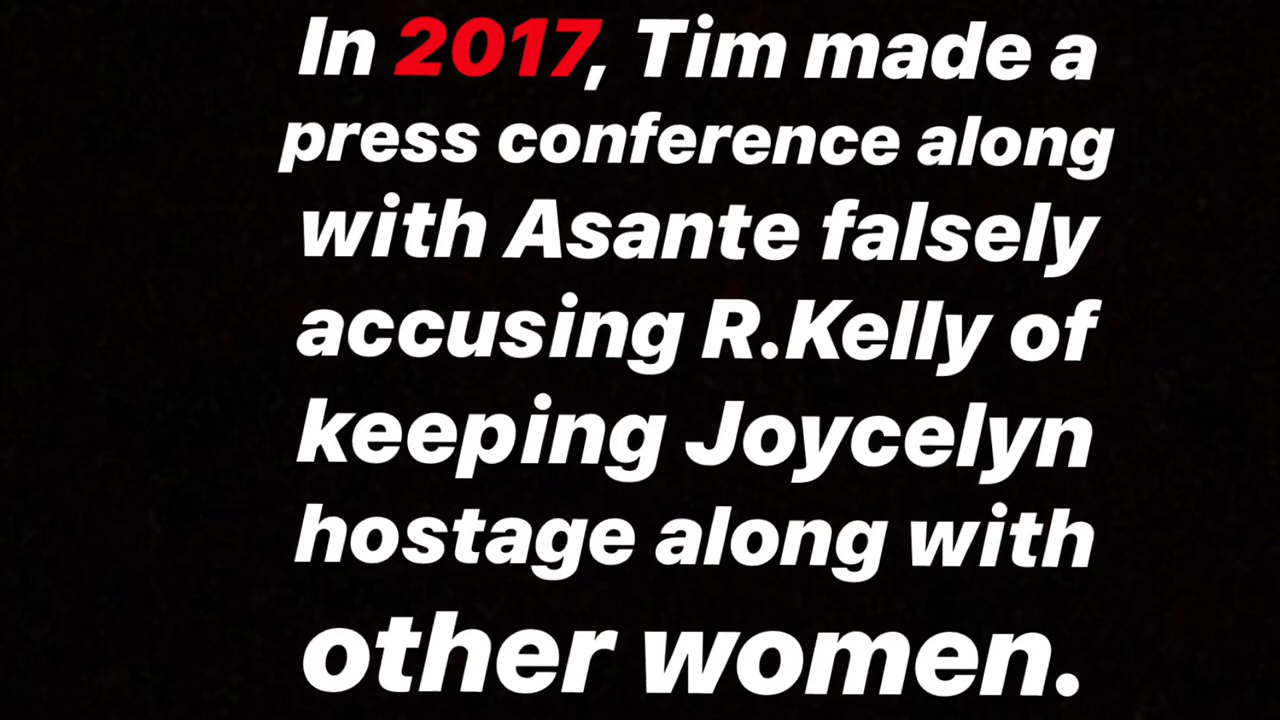 In 2017, Tim made a
press conference along
with Asante falsely
accusing R.Kelly of
keeping Joycelyn
hostage along with
other women.